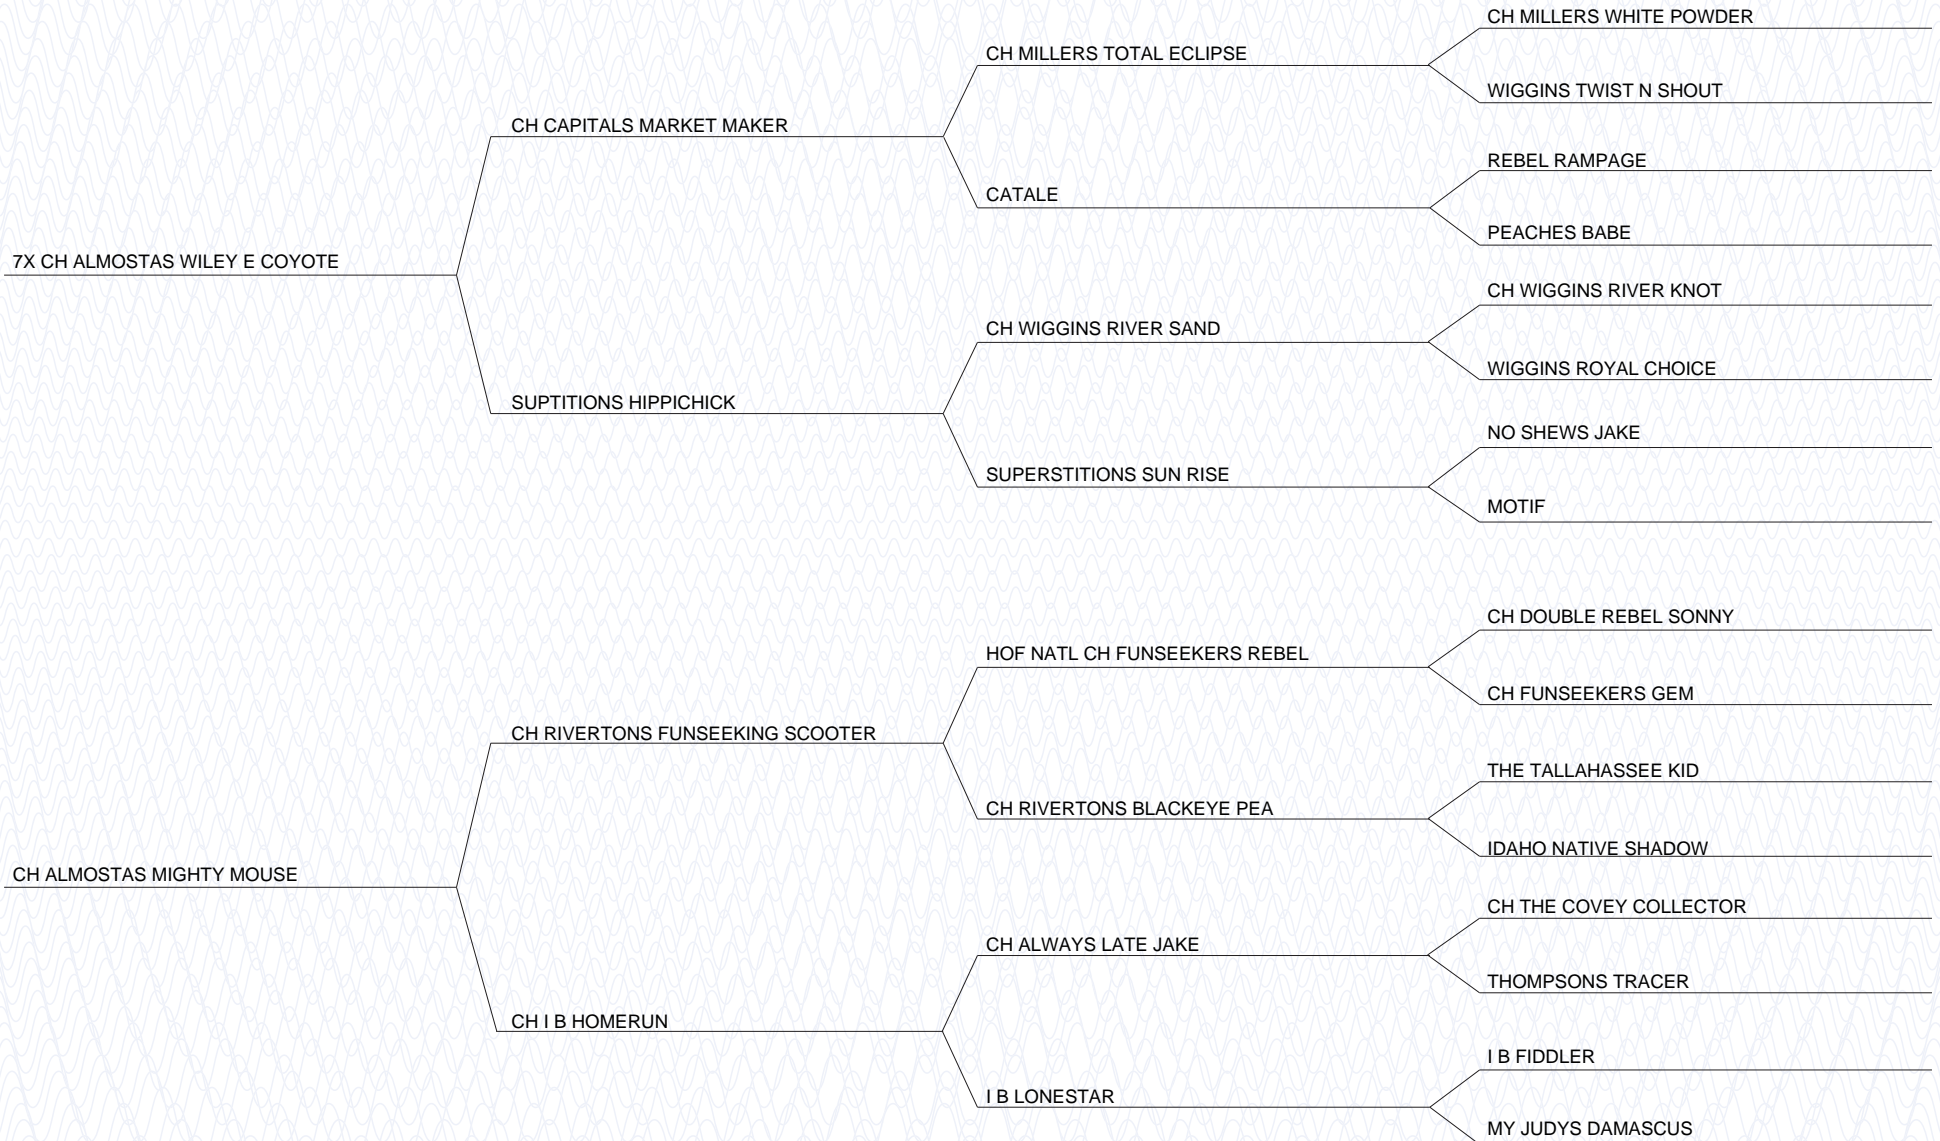 CH MILLERS WHITE POWDER
CH MILLERS TOTAL ECLIPSE
WIGGINS TWIST N SHOUT
CH CAPITALS MARKET MAKER
REBEL RAMPAGE
CATALE
PEACHES BABE
7X CH ALMOSTAS WILEY E COYOTE
CH WIGGINS RIVER KNOT
CH WIGGINS RIVER SAND
WIGGINS ROYAL CHOICE
SUPTITIONS HIPPICHICK
NO SHEWS JAKE
SUPERSTITIONS SUN RISE
MOTIF
CH DOUBLE REBEL SONNY
HOF NATL CH FUNSEEKERS REBEL
CH FUNSEEKERS GEM
CH RIVERTONS FUNSEEKING SCOOTER
THE TALLAHASSEE KID
CH RIVERTONS BLACKEYE PEA
IDAHO NATIVE SHADOW
CH ALMOSTAS MIGHTY MOUSE
CH THE COVEY COLLECTOR
CH ALWAYS LATE JAKE
THOMPSONS TRACER
CH I B HOMERUN
I B FIDDLER
I B LONESTAR
MY JUDYS DAMASCUS